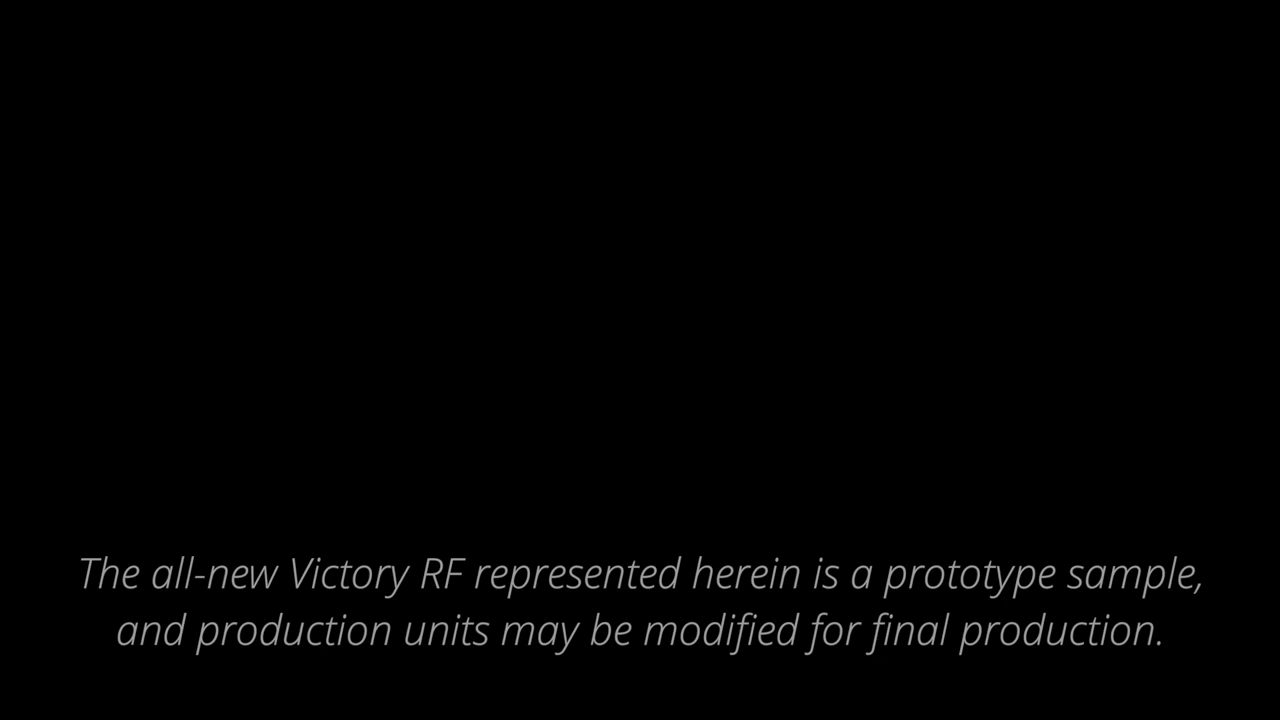 The all-new Victory RF represented herein is a prototype sample,
and production units may be modified for final production.